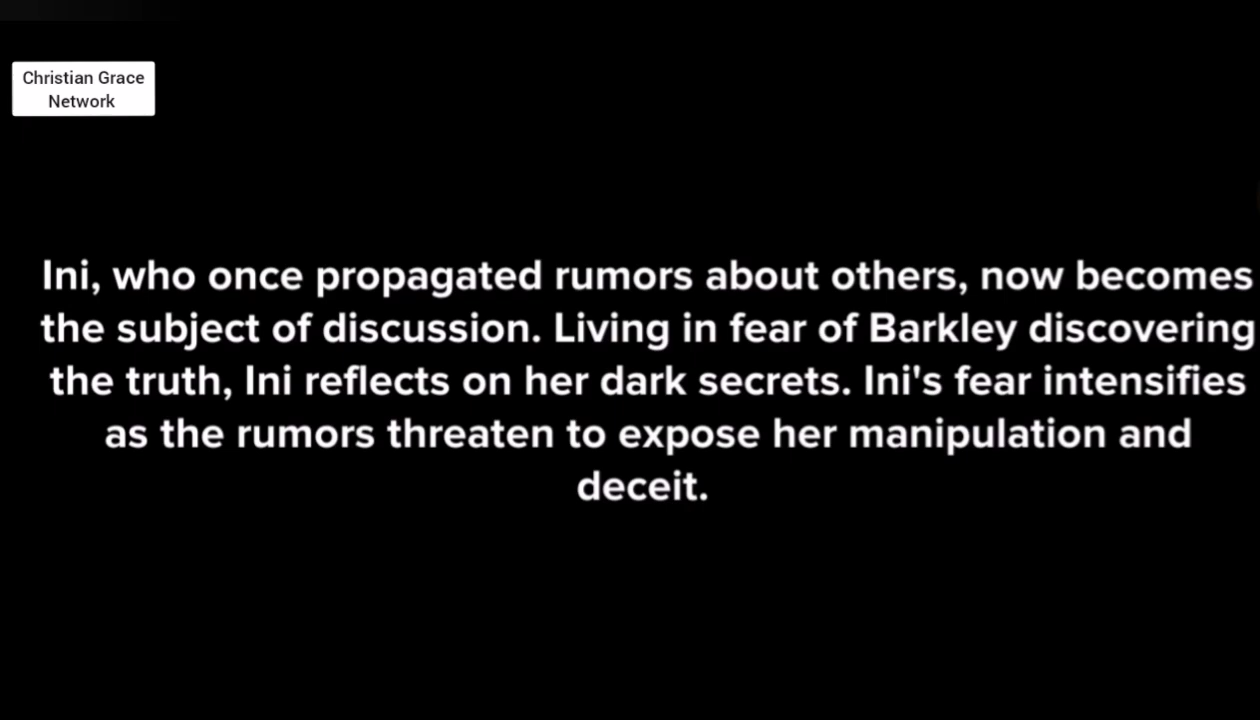 Christian Grace
Network
Ini, who once propagated rumors about others, now becomes
the subject of discussion. Living in fear of Barkley discovering
the truth, Ini reflects on her dark secrets. Ini's fear intensifies
as the rumors threaten to expose her manipulation and
deceit.